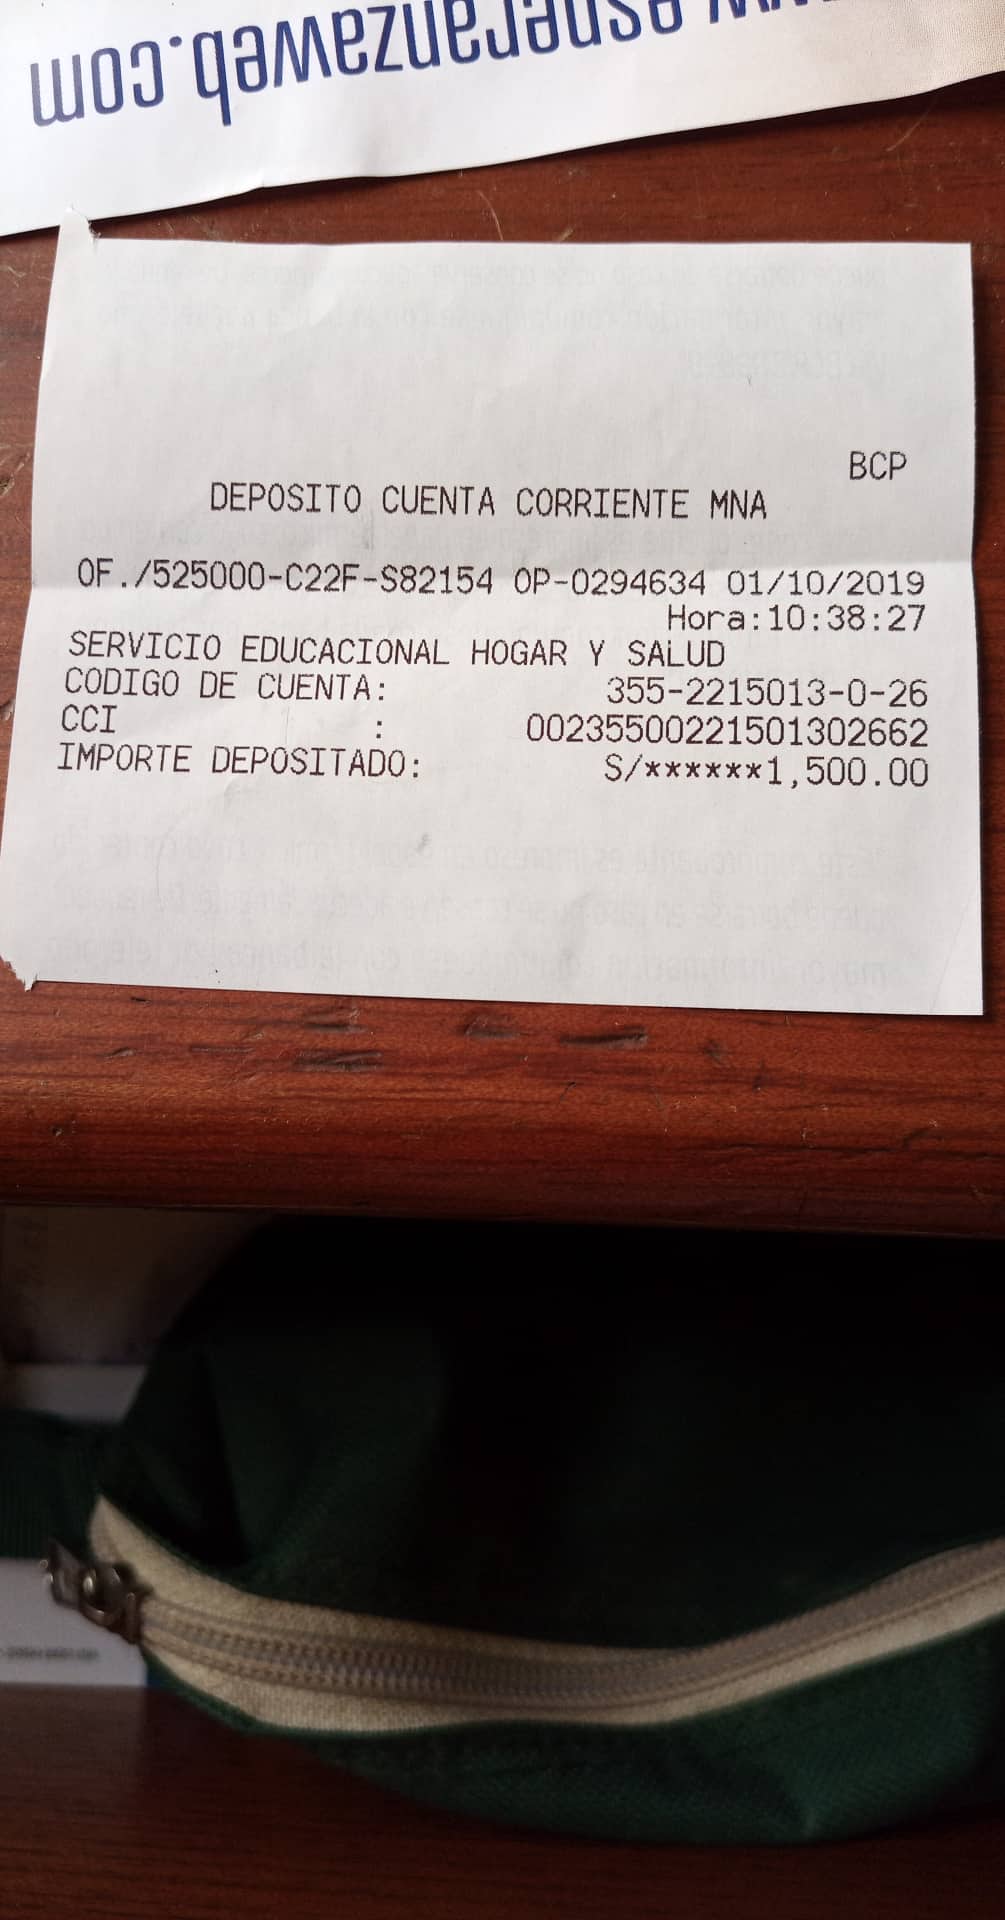 esperanzaweb.com
BCP
DEPOSITO CUENTA CORRIENTE MNA
OF./525000-C22F-S82154 OP-0294634 01/10/2019
Hora:10:38:27
SERVICIO EDUCACIONAL HOGAR Y SALUD
CODIGO DE CUENTA: 355-2215013-0-26
CCI : 00235500221501302662
IMPORTE DEPOSITADO: S/******1,500.00